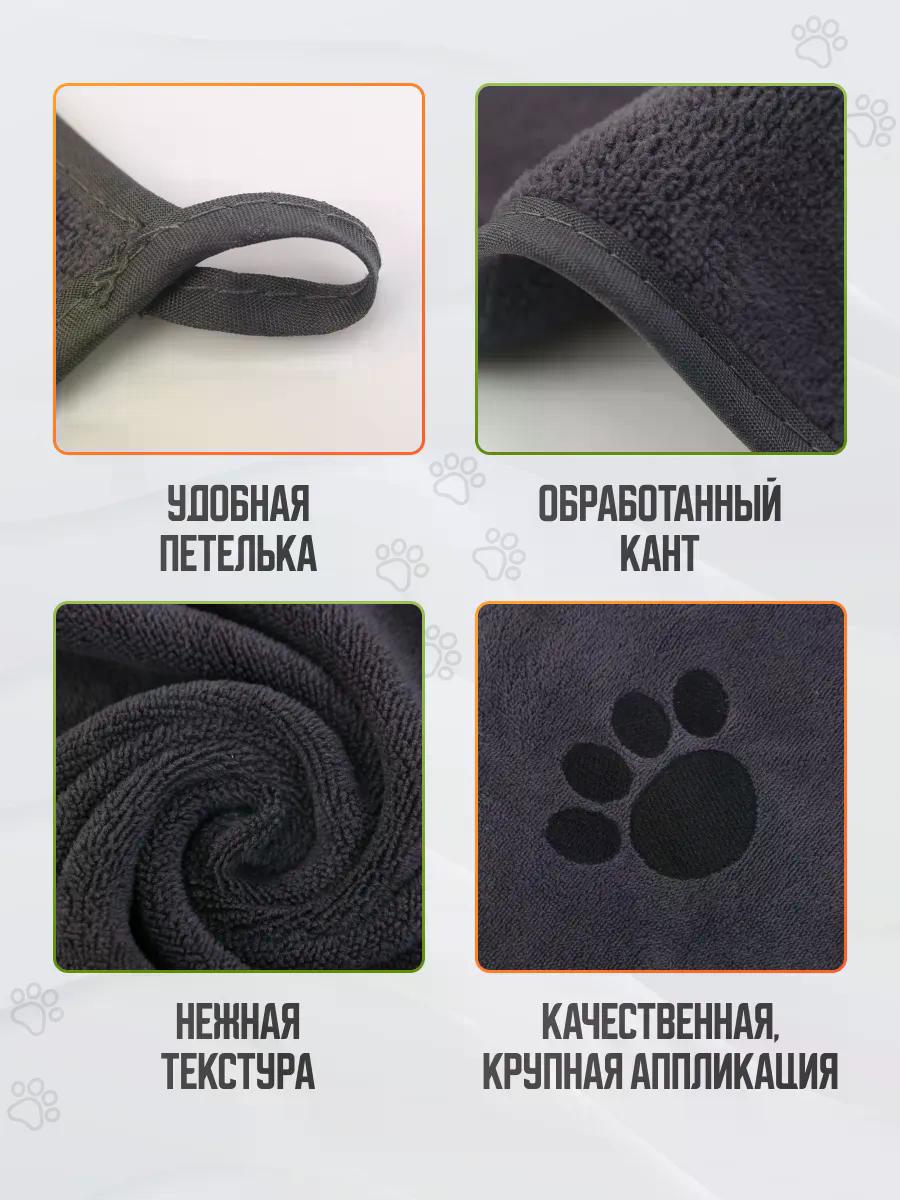 УДОБНАЯ
ПЕТЕЛЬКА
ОБРАБОТАННЫЙ
КАНТ
НЕЖНАЯ
ТЕКСТУРА
КАЧЕСТВЕННАЯ,
КРУПНАЯ АППЛИКАЦИЯ